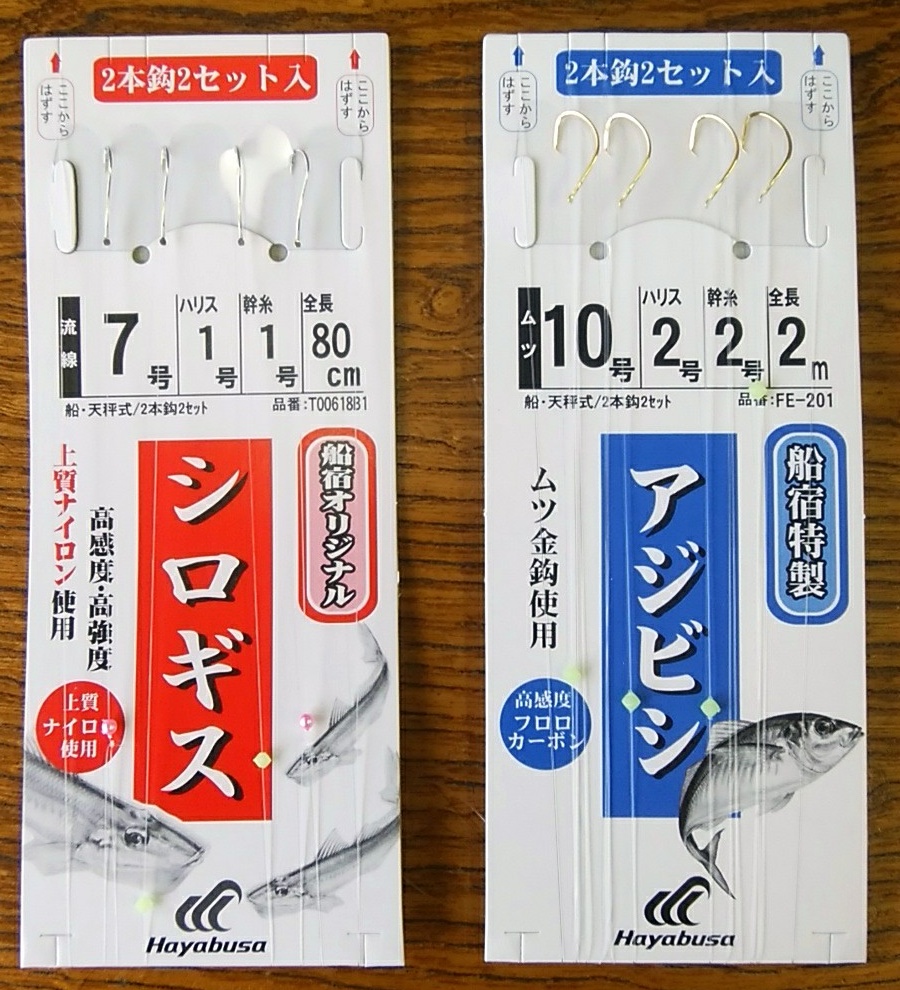 2本鈎2セット入
ここから
はずす
ここから
はずす
流線
7号
ハリス
1号
幹糸
1号
全長
80cm
船・天秤式/2本鈎2セット
品番:T00618B1
船宿オリジナル
シロギス
高感度・高強度
上質ナイロン使用
上質
ナイロン
使用
Hayabusa
2本鈎2セット入
ここから
はずす
ここから
はずす
ムツ
10号
ハリス
2号
幹糸
2号
全長
2m
船・天秤式/2本鈎2セット
品番:FE-201
船宿特製
アジビシ
ムツ金鈎使用
高感度
フロロ
カーボン
Hayabusa